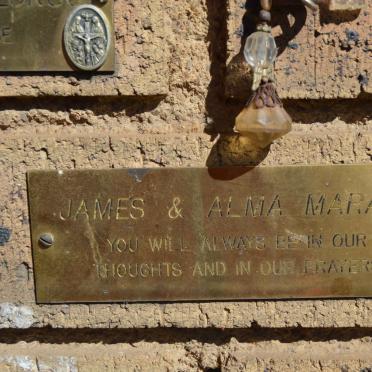 E
JAMES & ALMA MARA
YOU WILL ALWAYS BE IN OUR
THOUGHTS AND IN OUR PRAYER